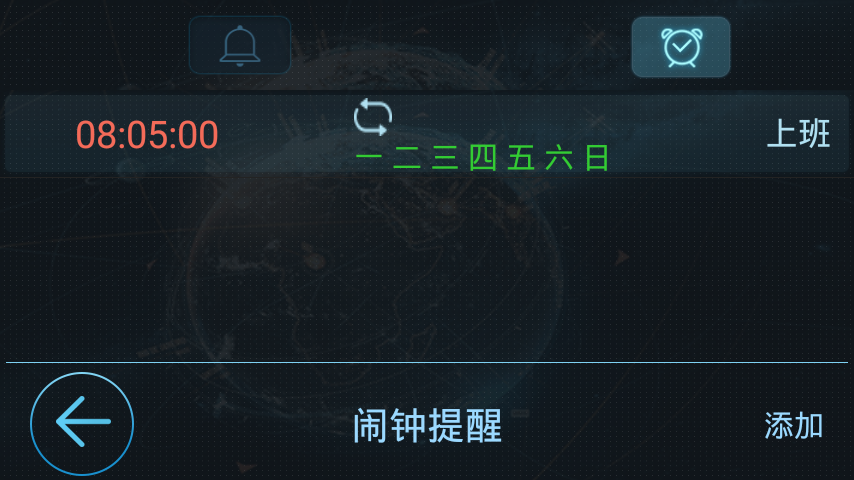 08:05:00
上班
一 二 三 四 五 六 日
闹钟提醒
添加